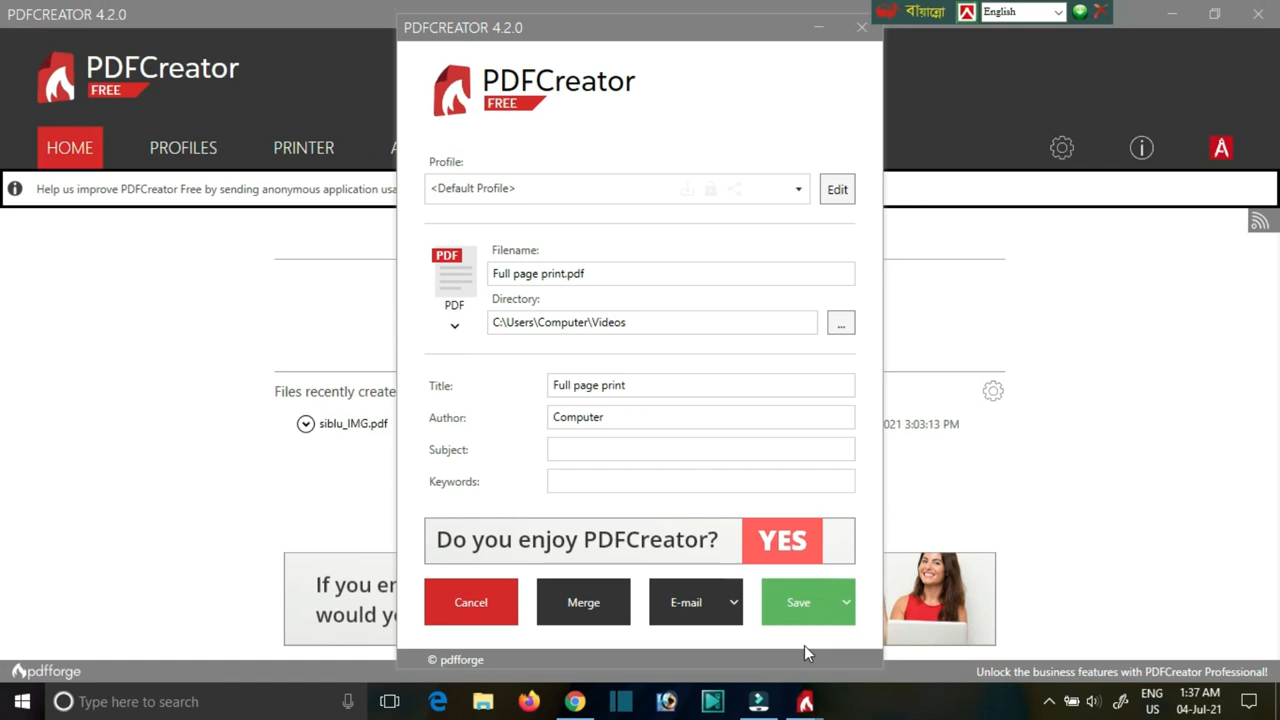 PDFCREATOR 4.2.0
PDFCREATOR 4.2.0
বায়ান্নো
English
PDFCreator
FREE
PDFCreator
FREE
HOME
PROFILES
PRINTER
A
Help us improve PDFCreator Free by sending anonymous application usa
Profile:
<Default Profile>
Edit
PDF
PDF
Filename:
Full page print.pdf
Directory:
C:\Users\Computer\Videos
...
Files recently create
siblu_IMG.pdf
021 3:03:13 PM
Title:
Full page print
Author:
Computer
Subject:
Keywords:
Do you enjoy PDFCreator?
YES
If you en
would yo
Cancel
Merge
E-mail
Save
© pdfforge
pdfforge
Unlock the business features with PDFCreator Professional!
Type here to search
ENG
US
1:37 AM
04-Jul-21